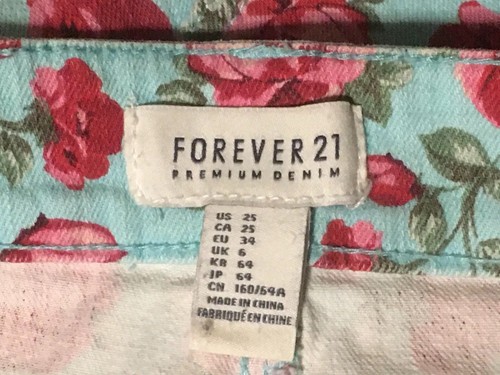 FOREVER 21
PREMIUM DENIM
US 25
CA 25
EU 34
UK 6
KR 64
JP 64
CN 160/64A
MADE IN CHINA
FABRIQUÉ EN CHINE